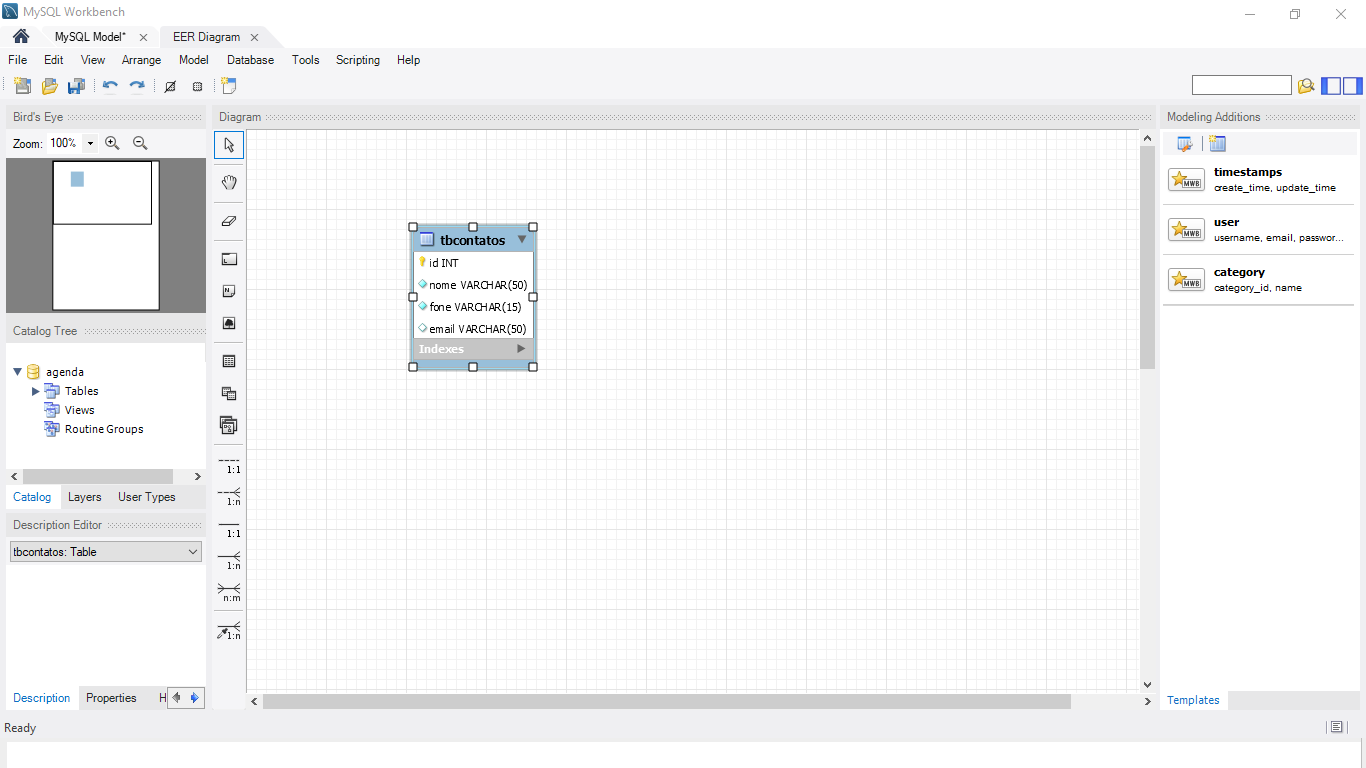 MySQL Workbench
MySQL Model*
EER Diagram
File Edit View Arrange Model Database Tools Scripting Help
Bird's Eye
Zoom: 100%
Catalog Tree
agenda
Tables
Views
Routine Groups
Catalog Layers User Types
Description Editor
tbcontatos: Table
Description Properties H
Diagram
1:1
1:n
1:1
1:n
n:m
1:n
tbcontatos
id INT
nome VARCHAR(50)
fone VARCHAR(15)
email VARCHAR(50)
Indexes
Modeling Additions
MWB
timestamps
create_time, update_time
MWB
user
username, email, passwor...
MWB
category
category_id, name
Templates
Ready